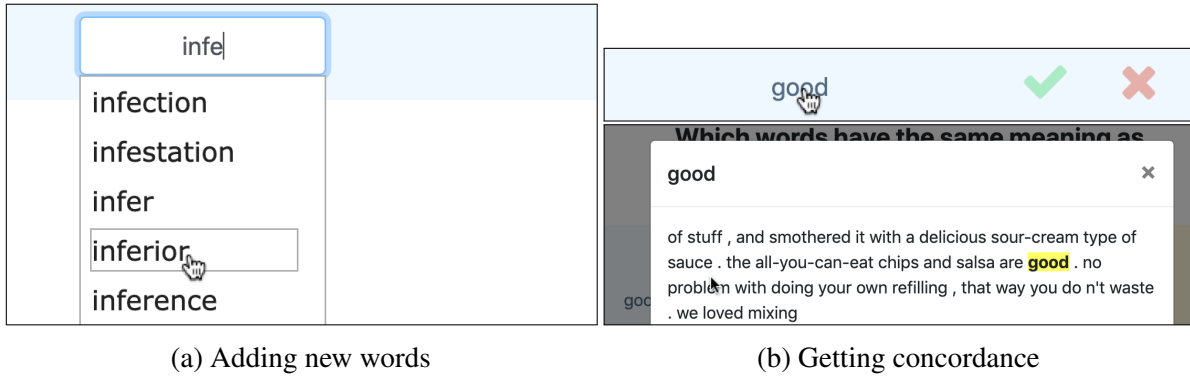 infe
infection
infestation
infer
inferior
inference
(a) Adding new words
good
Which words have the same meaning as
good
×
of stuff , and smothered it with a delicious sour-cream type of
sauce . the all-you-can-eat chips and salsa are good . no
problem with doing your own refilling , that way you do n't waste
. we loved mixing
(b) Getting concordance